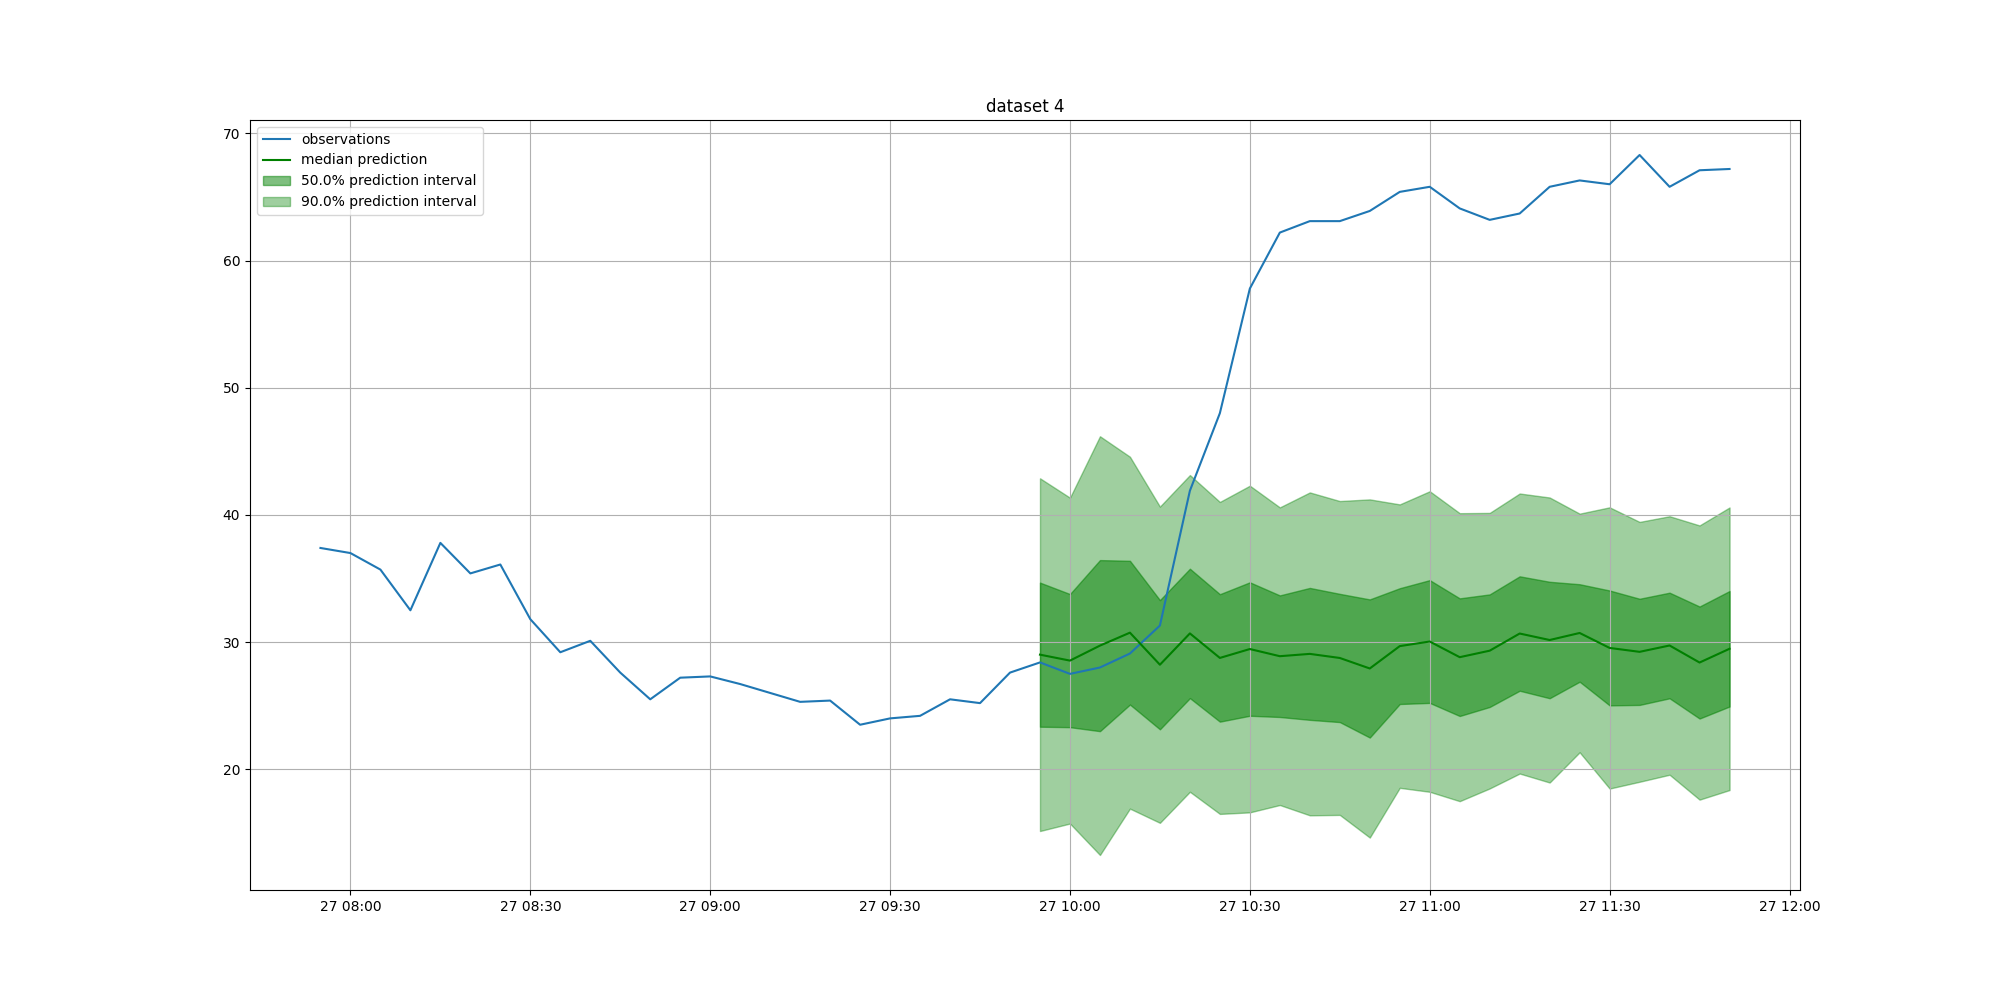 dataset 4
observations
median prediction
50.0% prediction interval
90.0% prediction interval
70
60
50
40
30
20
27 08:00 27 08:30 27 09:00 27 09:30 27 10:00 27 10:30 27 11:00 27 11:30 27 12:00